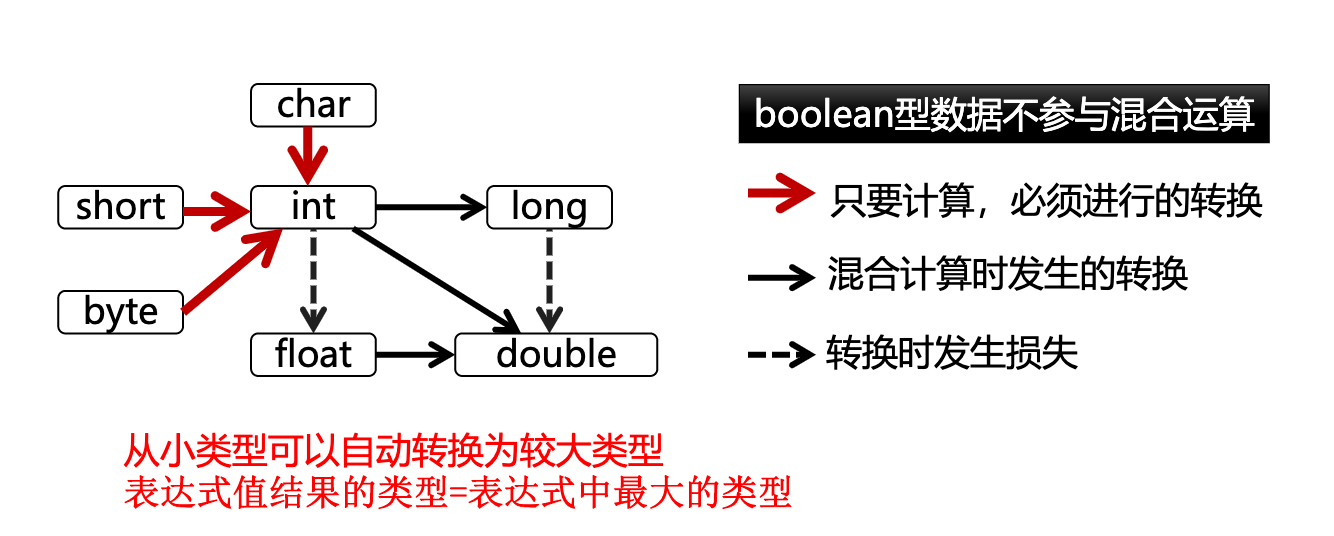 char
short
int
long
byte
float
double
boolean型数据不参与混合运算
只要计算，必须进行的转换
混合计算时发生的转换
转换时发生损失
从小类型可以自动转换为较大类型
表达式值结果的类型=表达式中最大的类型